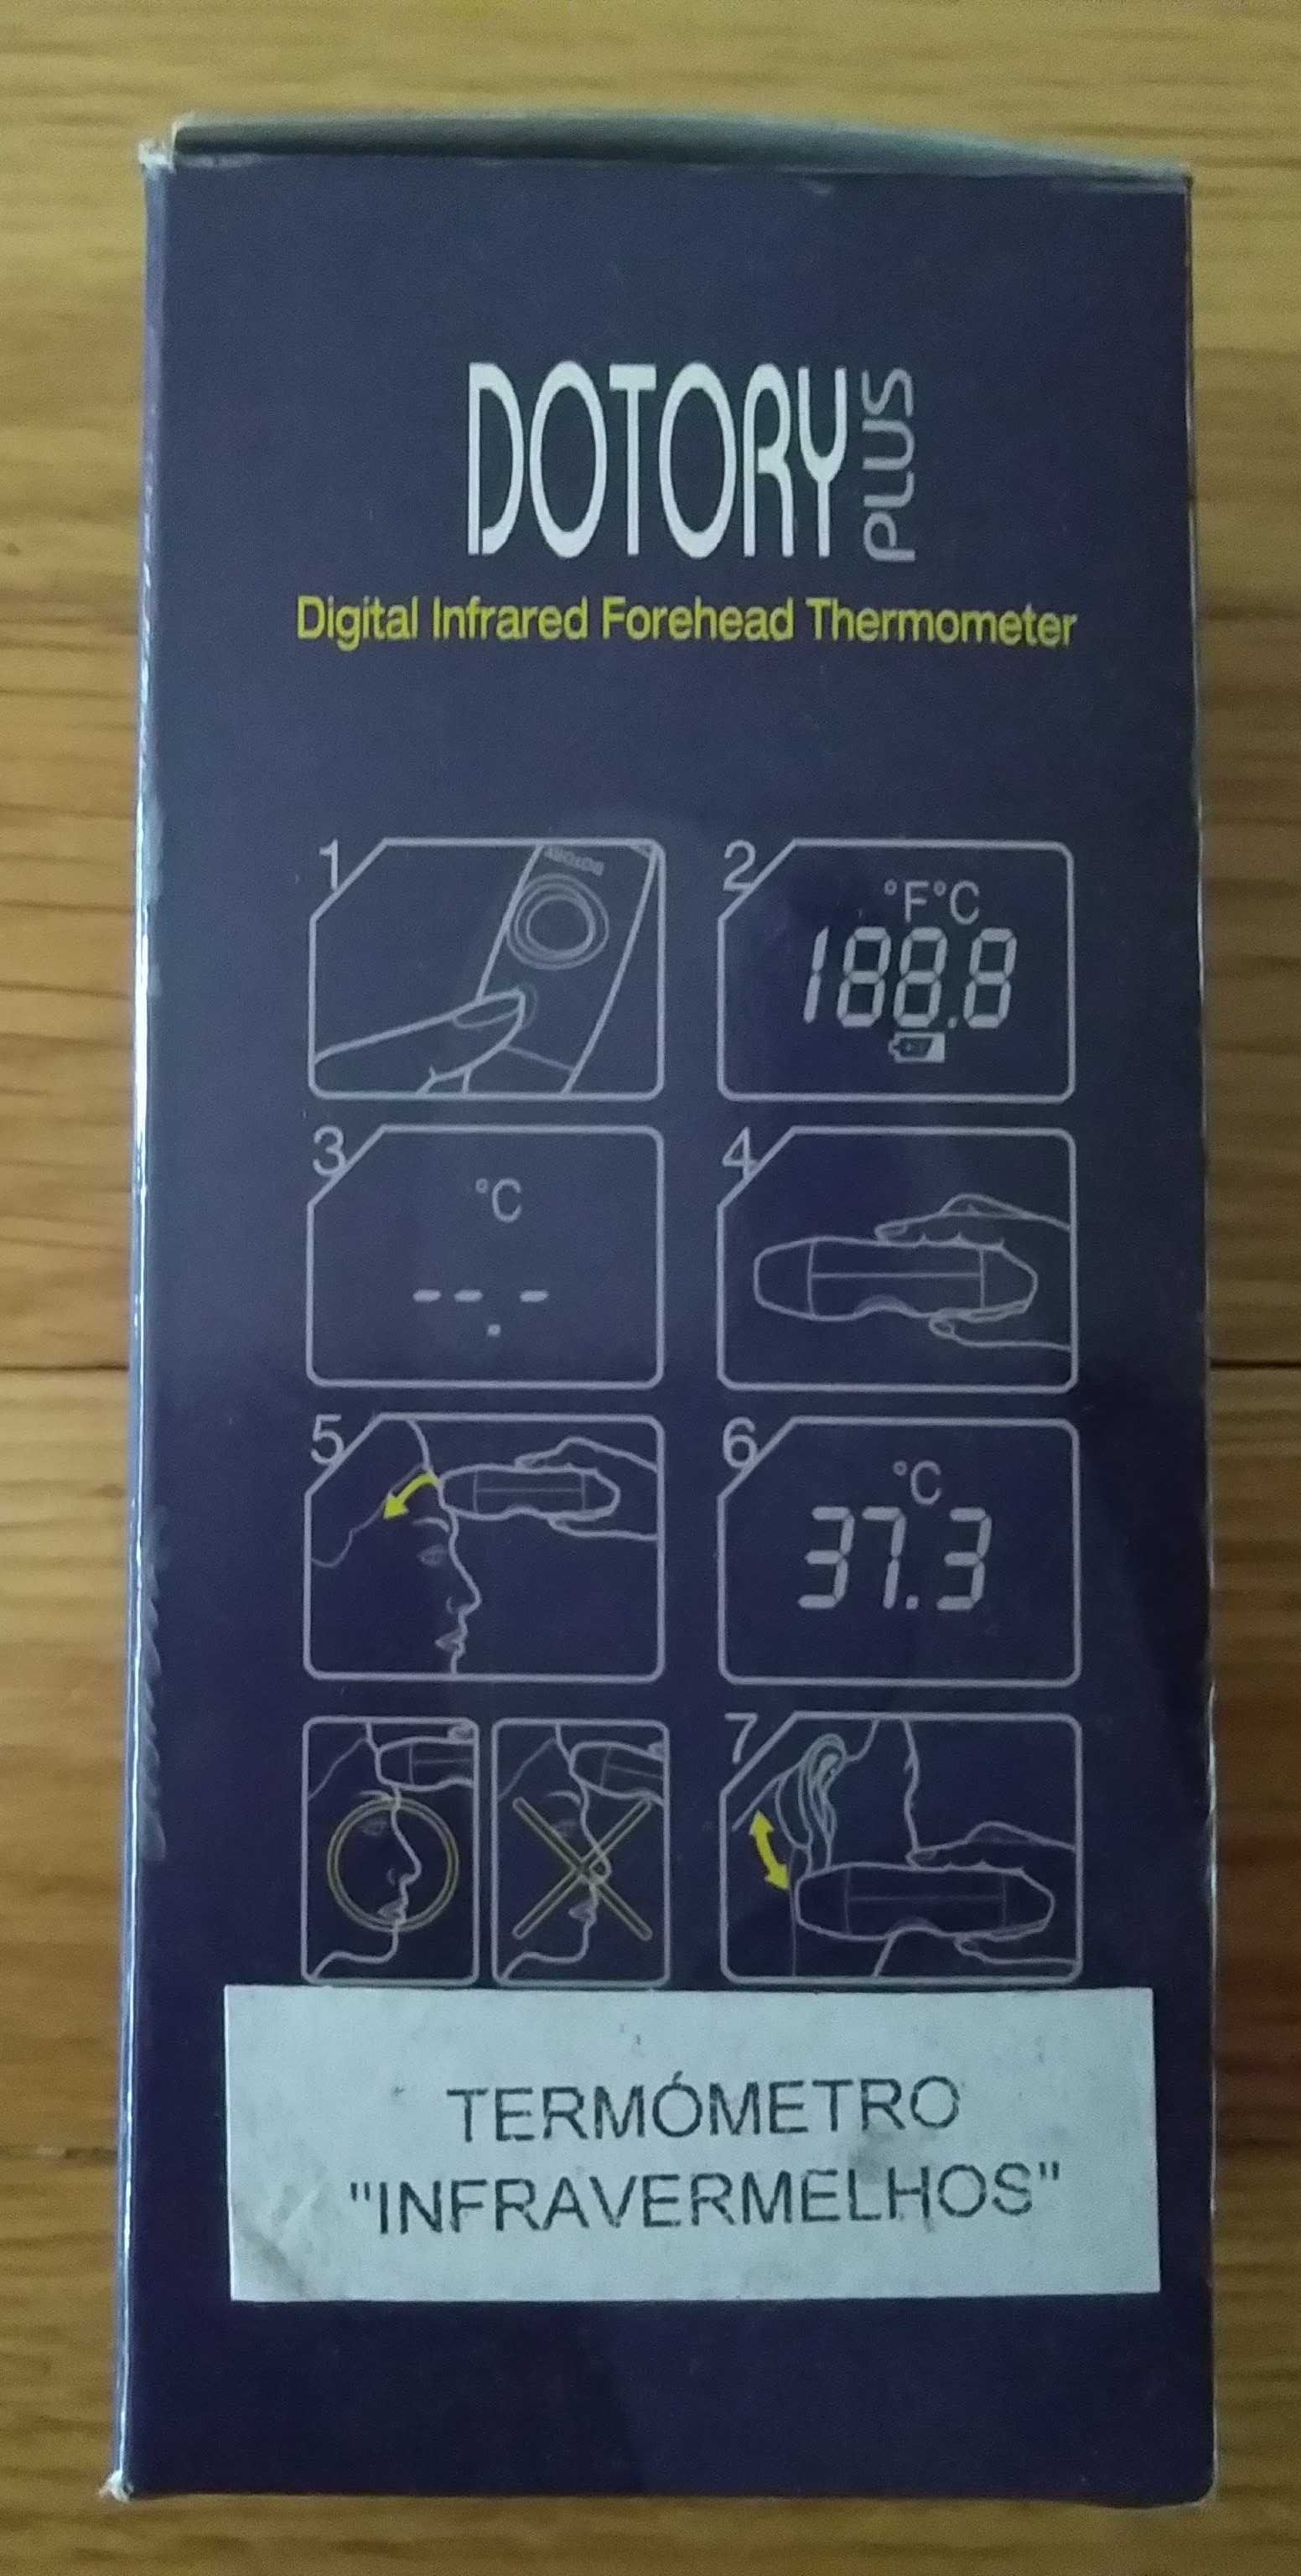 DOTORY PLUS
Digital Infrared Forehead Thermometer
1
DOTORY
2
°F°C
188.8
3
°C
--.-
4
5
6
°C
37.3
7
TERMÓMETRO
"INFRAVERMELHOS"